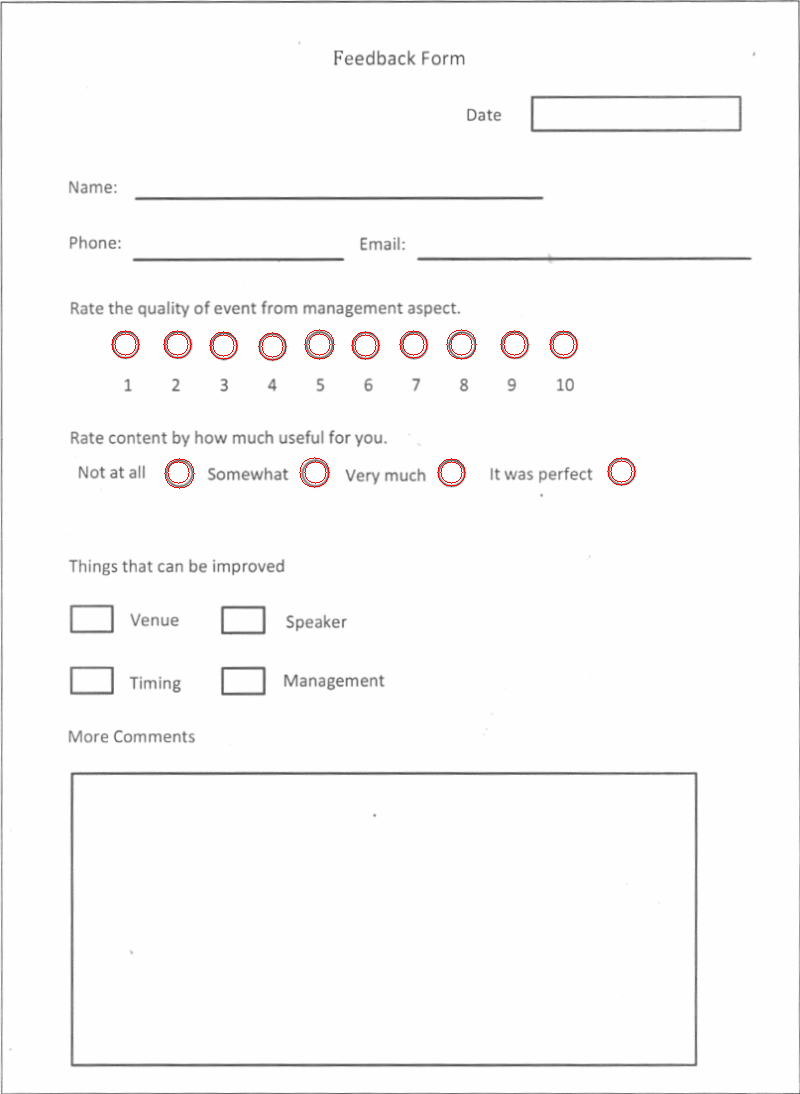 Feedback Form
Date
Name:
Phone: Email:
Rate the quality of event from management aspect.
1 2 3 4 5 6 7 8 9 10
Rate content by how much useful for you.
Not at all Somewhat Very much It was perfect
Things that can be improved
Venue Speaker
Timing Management
More Comments